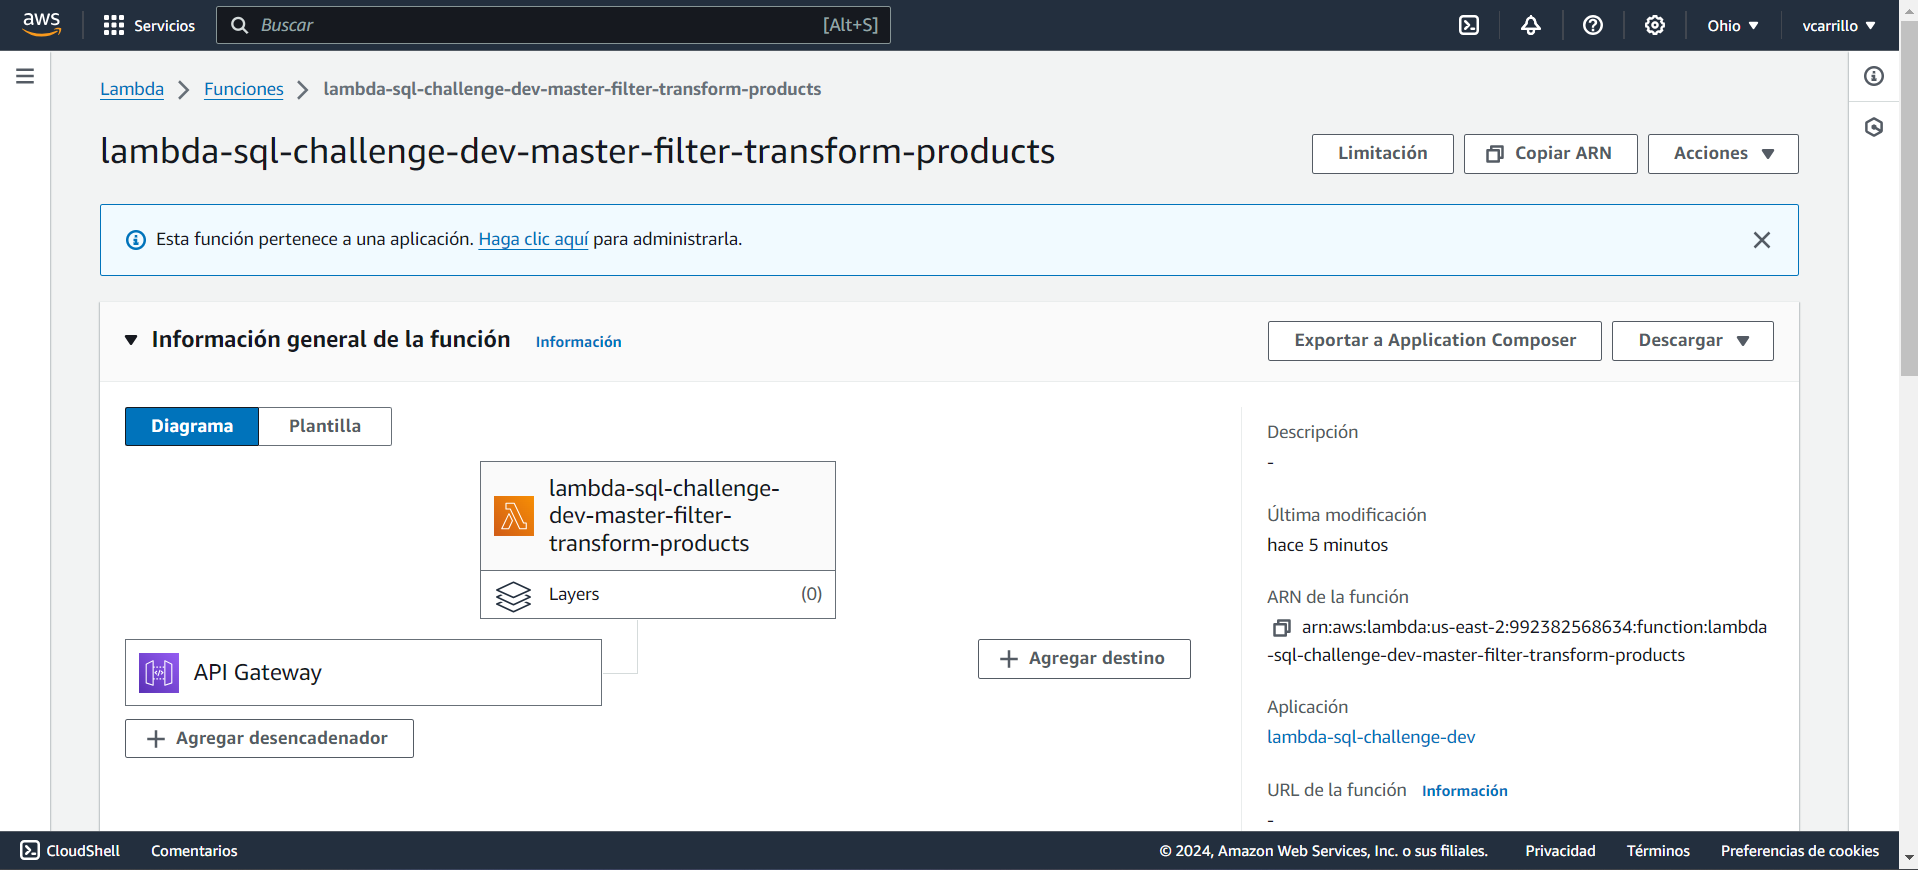 aws
Servicios
Buscar [Alt+S]
Ohio
vcarrillo
Lambda
Funciones
lambda-sql-challenge-dev-master-filter-transform-products
lambda-sql-challenge-dev-master-filter-transform-products
Limitación
Copiar ARN
Acciones
Esta función pertenece a una aplicación. Haga clic aquí para administrarla.
Información general de la función Información
Exportar a Application Composer
Descargar
Diagrama
Plantilla
lambda-sql-challenge-
dev-master-filter-
transform-products
Layers (0)
API Gateway
Agregar desencadenador
Agregar destino
Descripción
-
Última modificación
hace 5 minutos
ARN de la función
arn:aws:lambda:us-east-2:992382568634:function:lambda
-sql-challenge-dev-master-filter-transform-products
Aplicación
lambda-sql-challenge-dev
URL de la función Información
-
CloudShell
Comentarios
© 2024, Amazon Web Services, Inc. o sus filiales.
Privacidad
Términos
Preferencias de cookies